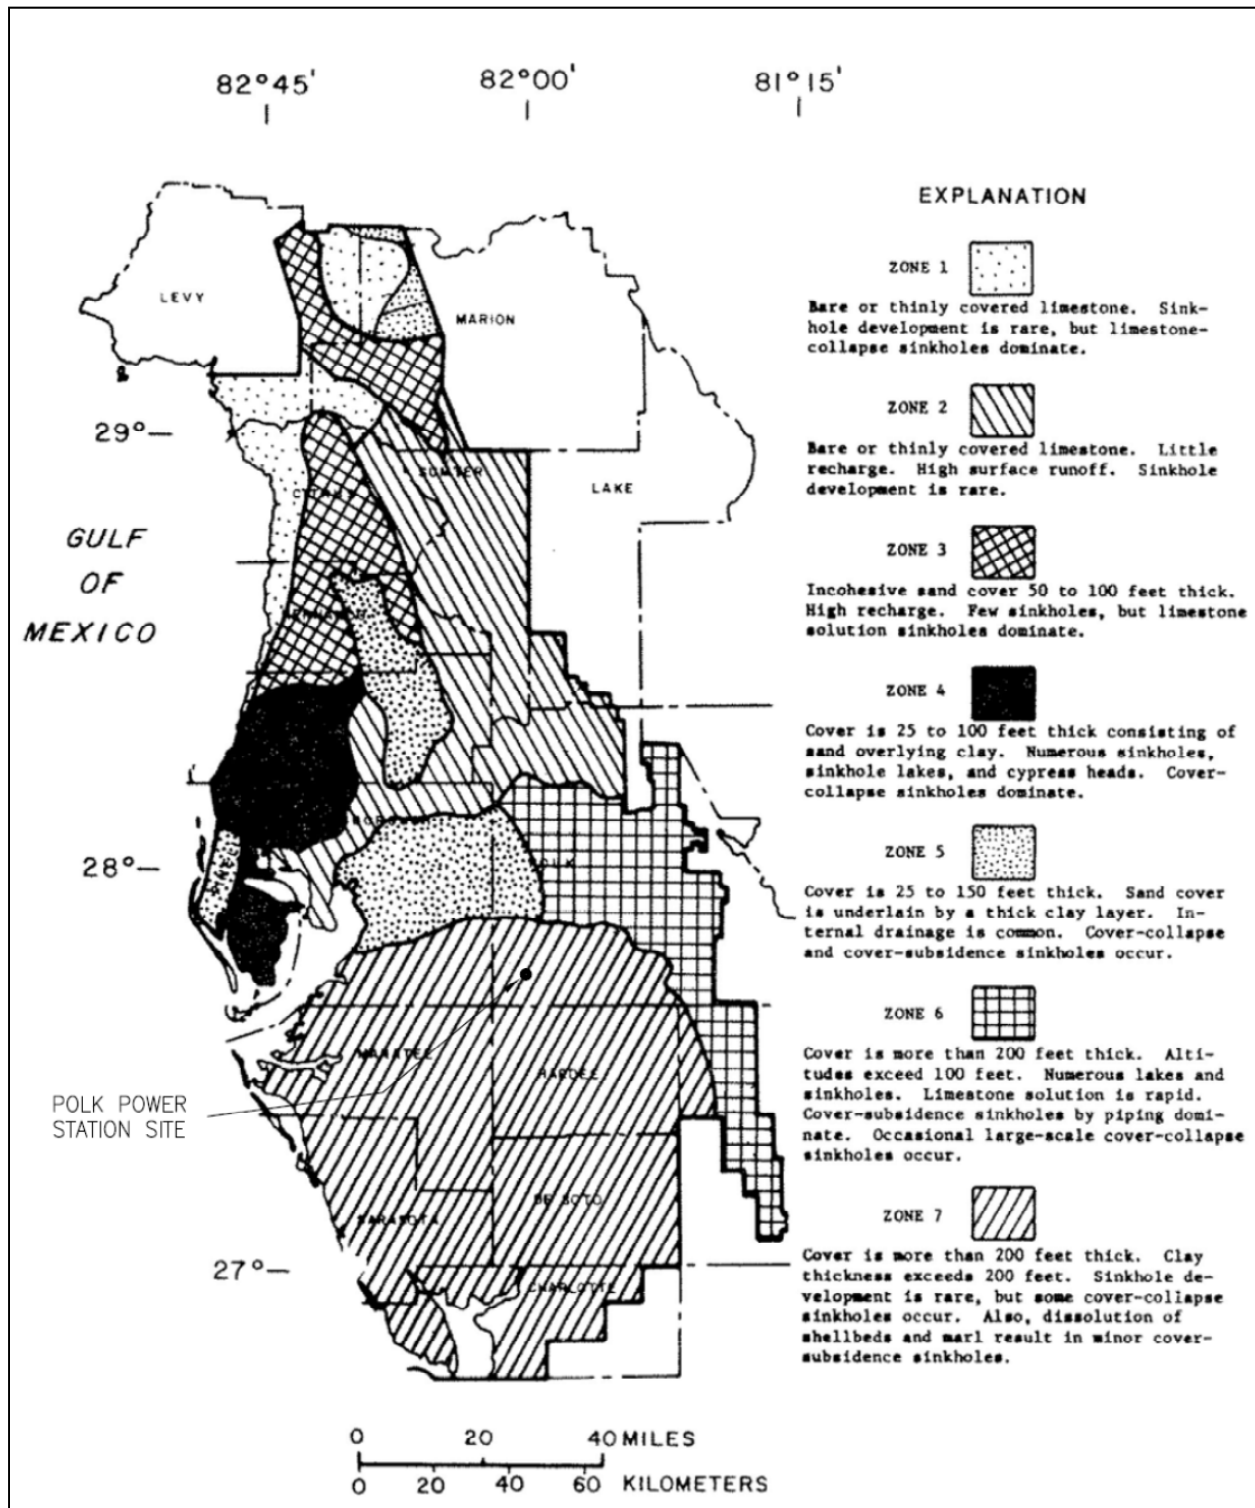 82°45'
82°00'
81°15'
EXPLANATION
ZONE 1
Bare or thinly covered limestone. Sink-
hole development is rare, but limestone-
collapse sinkholes dominate.
ZONE 2
Bare or thinly covered limestone. Little
recharge. High surface runoff. Sinkhole
development is rare.
ZONE 3
Incohesive sand cover 50 to 100 feet thick.
High recharge. Few sinkholes, but limestone
solution sinkholes dominate.
ZONE 4
Cover is 25 to 100 feet thick consisting of
sand overlying clay. Numerous sinkholes,
sinkhole lakes, and cypress heads. Cover-
collapse sinkholes dominate.
ZONE 5
Cover is 25 to 150 feet thick. Sand cover
is underlain by a thick clay layer. In-
ternal drainage is common. Cover-collapse
and cover-subsidence sinkholes occur.
ZONE 6
Cover is more than 200 feet thick. Alti-
tudes exceed 100 feet. Numerous lakes and
sinkholes. Limestone solution is rapid.
Cover-subsidence sinkholes by piping domi-
nate. Occasional large-scale cover-collapse
sinkholes occur.
ZONE 7
Cover is more than 200 feet thick. Clay
thickness exceeds 200 feet. Sinkhole de-
velopment is rare, but some cover-collapse
sinkholes occur. Also, dissolution of
shellbeds and marl result in minor cover-
subsidence sinkholes.
LEVY
MARION
29°
SUMTER
LAKE
CITRUS
GULF
OF
MEXICO
28°
POLK
MANATEE
HARDEE
POLK POWER
STATION SITE
DE SOTO
SARASOTA
27°
CHARLOTTE
0 20 40 MILES
0 20 40 60 KILOMETERS